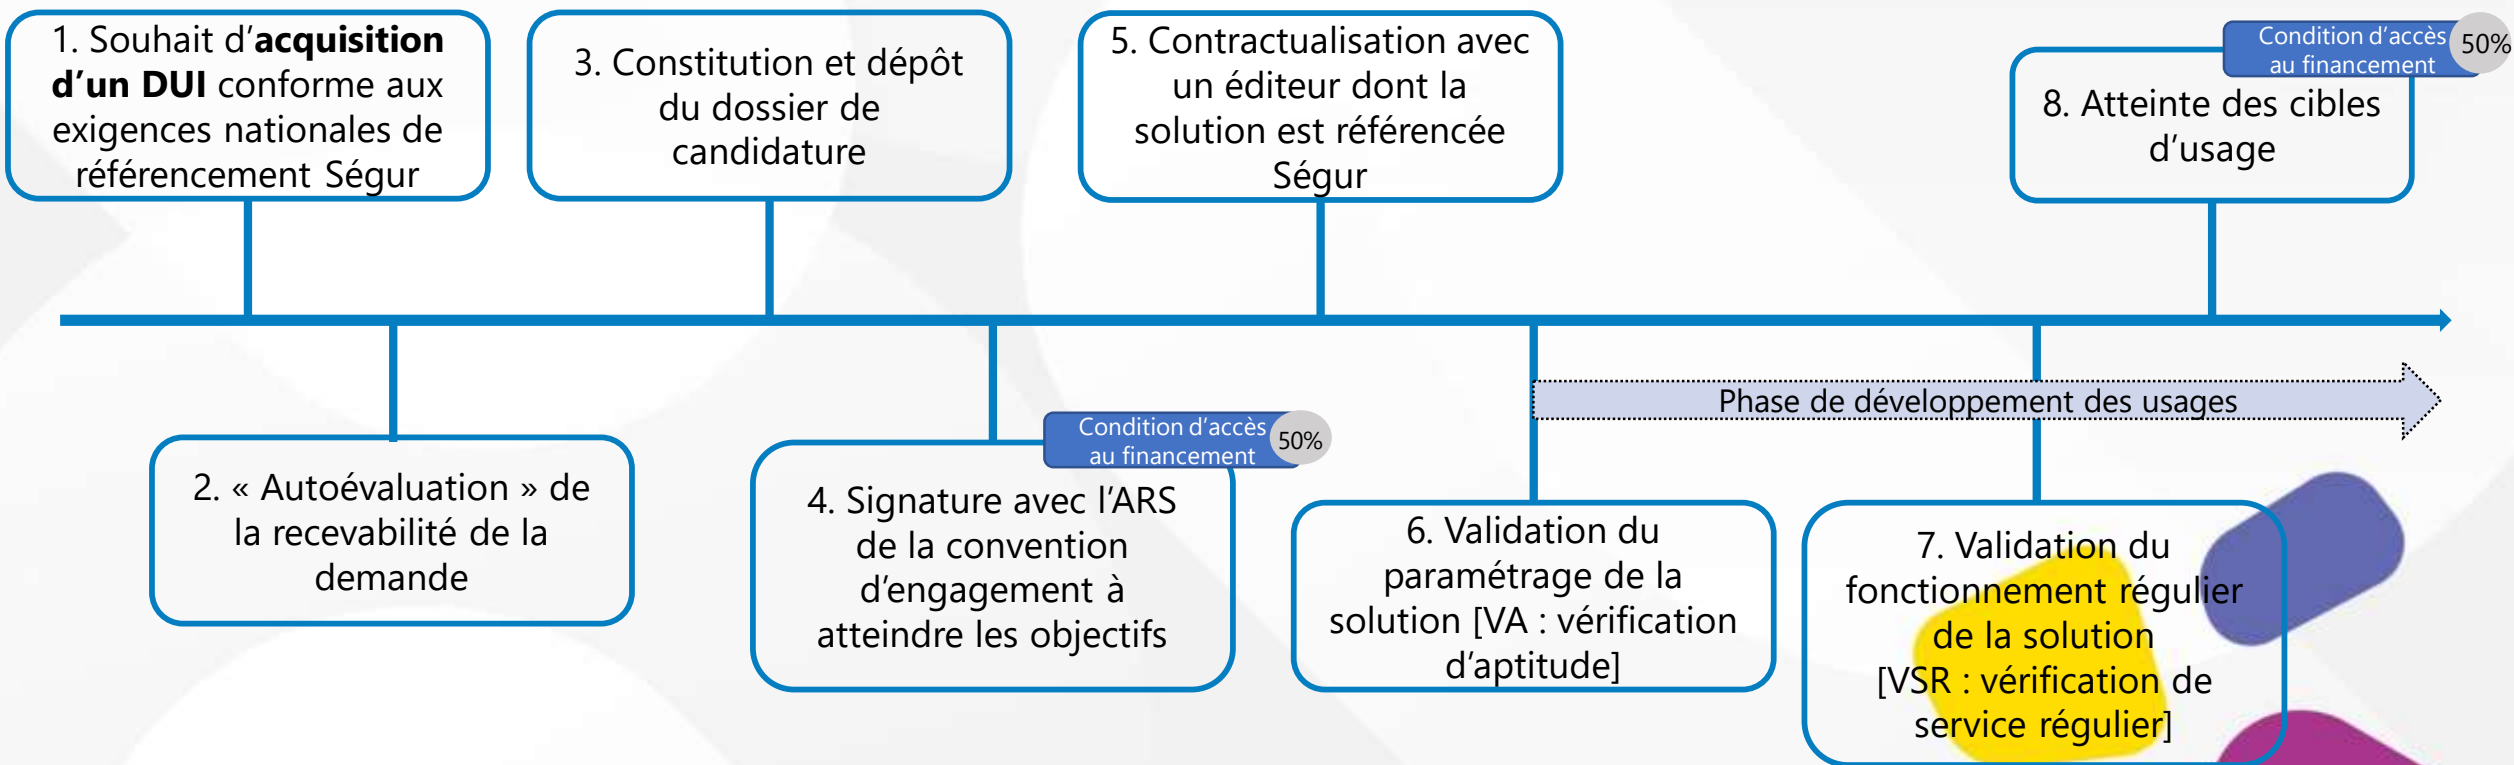 1. Souhait d’acquisition
d’un DUI conforme aux
exigences nationales de
référencement Ségur
2. « Autoévaluation » de
la recevabilité de la
demande
3. Constitution et dépôt
du dossier de
candidature
Condition d’accès
au financement
50%
4. Signature avec l’ARS
de la convention
d’engagement à
atteindre les objectifs
5. Contractualisation avec
un éditeur dont la
solution est référencée
Ségur
Phase de développement des usages
6. Validation du
paramétrage de la
solution [VA : vérification
d’aptitude]
7. Validation du
fonctionnement régulier
de la solution
[VSR : vérification de
service régulier]
Condition d’accès
au financement
50%
8. Atteinte des cibles
d’usage